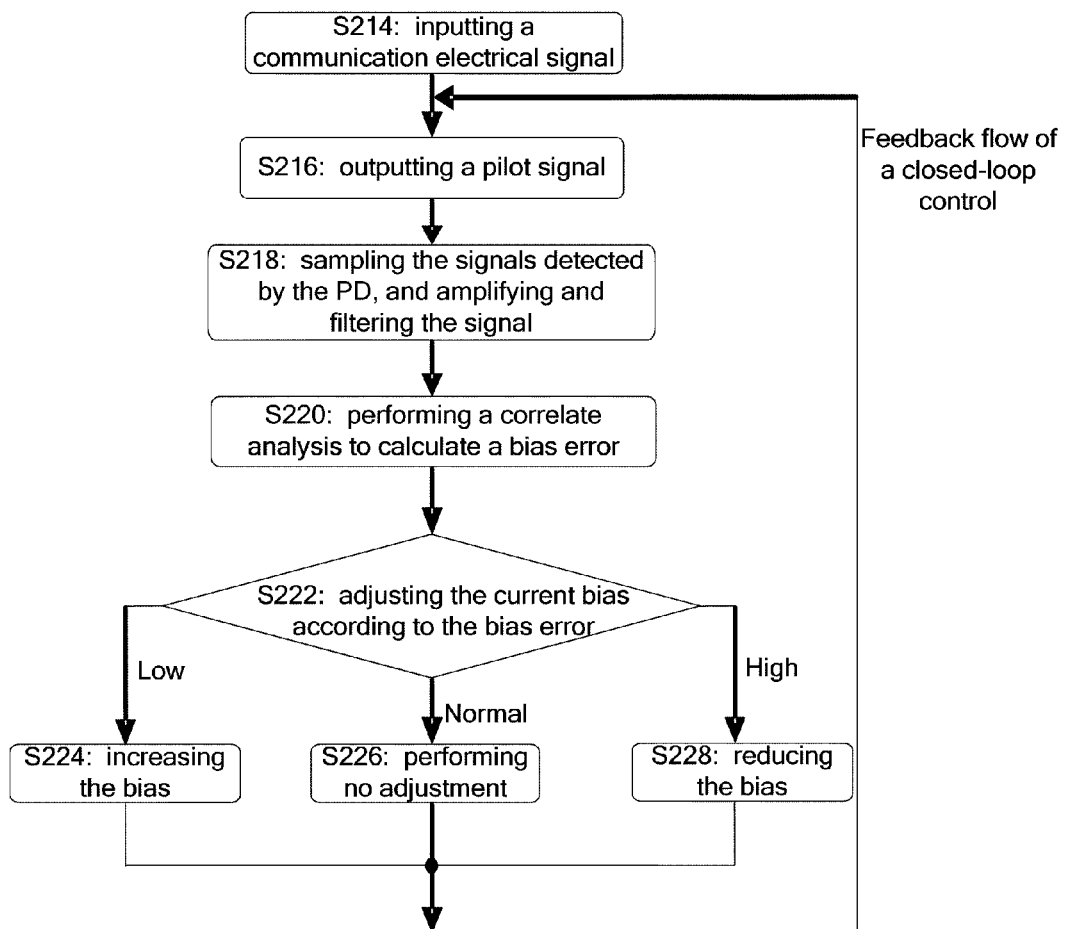 S214: inputting a
communication electrical signal
Feedback flow of
a closed-loop
control
S216: outputting a pilot signal
S218: sampling the signals detected
by the PD, and amplifying and
filtering the signal
S220: performing a correlate
analysis to calculate a bias error
S222: adjusting the current bias
according to the bias error
Low
High
Normal
S224: increasing
the bias
S226: performing
no adjustment
S228: reducing
the bias